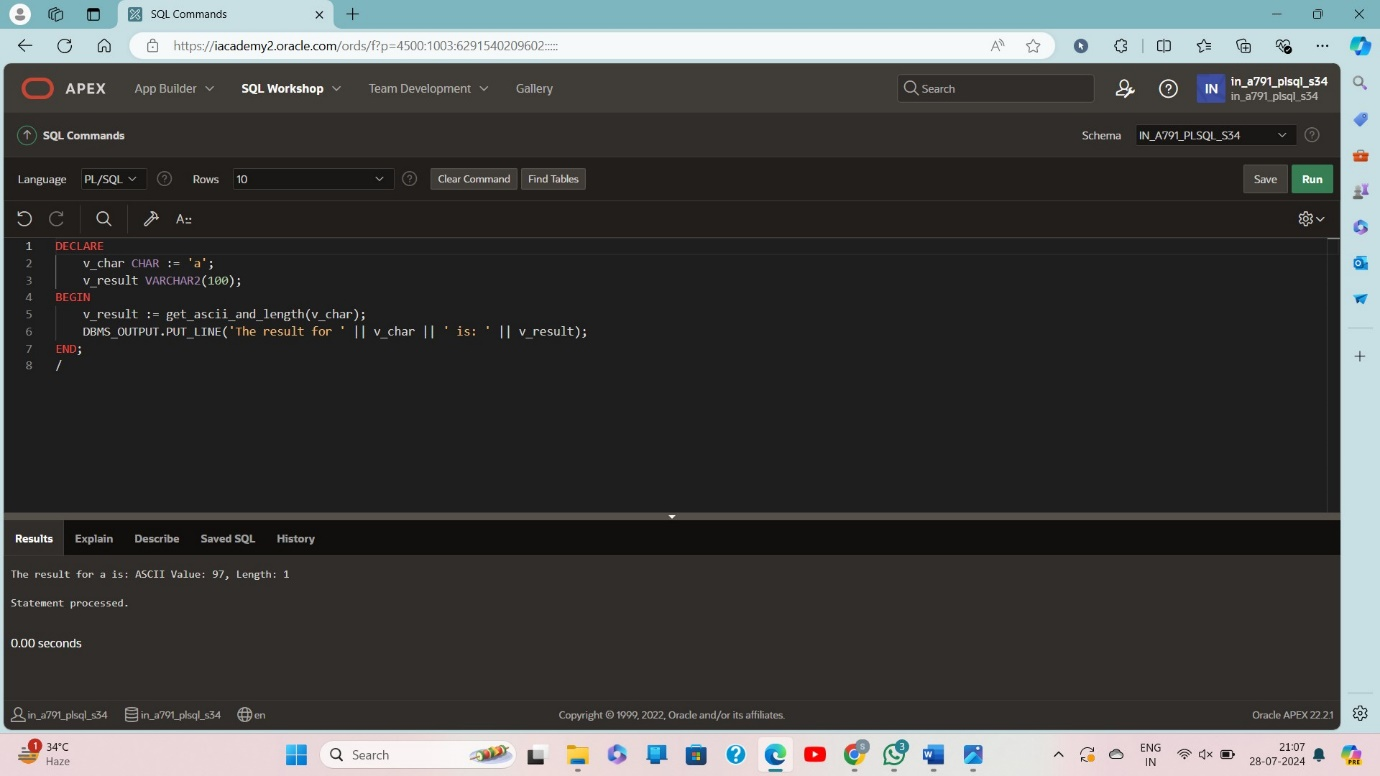 SQL Commands
https://iacademy2.oracle.com/ords/f?p=4500:1003:6291540209602:::::
APEX App Builder SQL Workshop Team Development Gallery Search IN in_a791_plsql_s34
in_a791_plsql_s34
SQL Commands Schema IN_A791_PLSQL_S34
Language PL/SQL Rows 10 Clear Command Find Tables Save Run
1 DECLARE
2 v_char CHAR := 'a';
3 v_result VARCHAR2(100);
4 BEGIN
5 v_result := get_ascii_and_length(v_char);
6 DBMS_OUTPUT.PUT_LINE('The result for ' || v_char || ' is: ' || v_result);
7 END;
8 /
Results Explain Describe Saved SQL History
The result for a is: ASCII Value: 97, Length: 1
Statement processed.
0.00 seconds
in_a791_plsql_s34 in_a791_plsql_s34 en Copyright © 1999, 2022, Oracle and/or its affiliates. Oracle APEX 22.2.1
1 34°C
Haze
Search
3
ENG
IN
21:07
28-07-2024
PRE